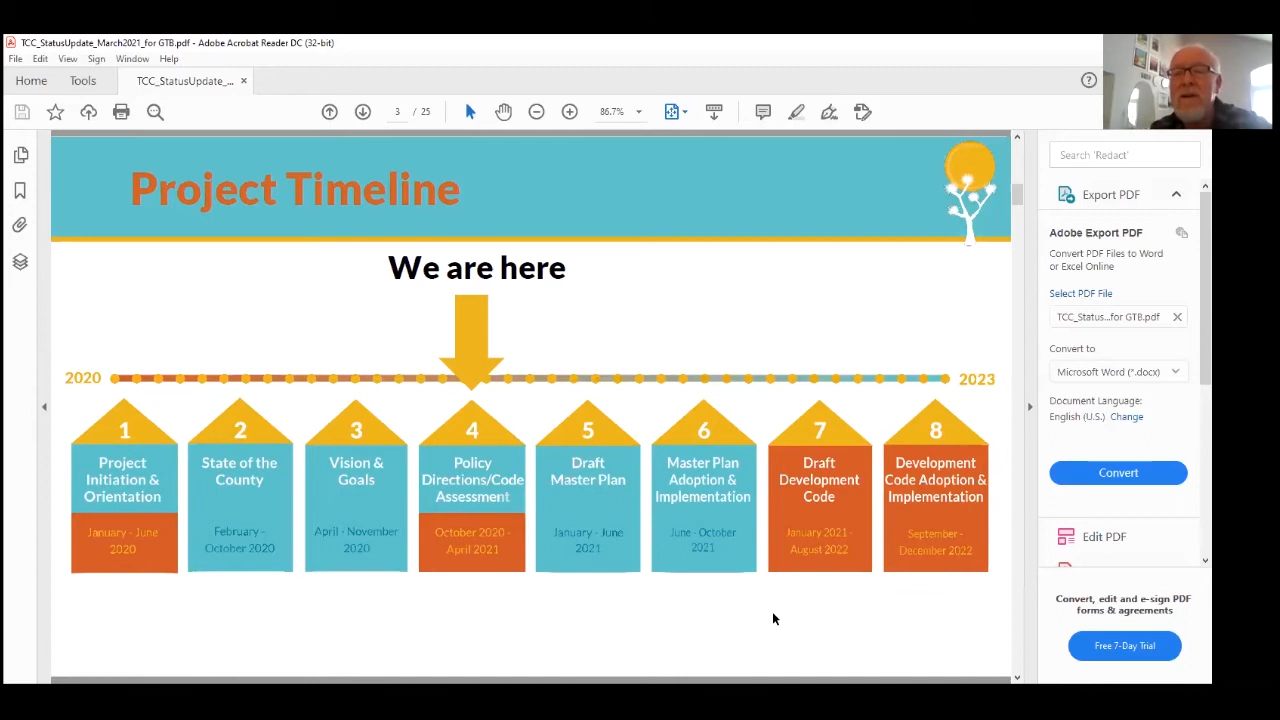 TCC_StatusUpdate_March2021_for GTB.pdf - Adobe Acrobat Reader DC (32-bit)
File Edit View Sign Window Help
Home Tools TCC_StatusUpdate_... ×
3 / 25 86.7%
Search 'Redact'
Project Timeline
Export PDF
Adobe Export PDF
Convert PDF Files to Word
or Excel Online
Select PDF File
TCC_Status...for GTB.pdf
Convert to
Microsoft Word (*.docx)
Document Language:
English (U.S.) Change
Convert
Edit PDF
Convert, edit and e-sign PDF
forms & agreements
Free 7-Day Trial
We are here
2020 2023
1
Project
Initiation &
Orientation
January - June
2020
2
State of the
County
February -
October 2020
3
Vision &
Goals
April - November
2020
4
Policy
Directions/Code
Assessment
October 2020 -
April 2021
5
Draft
Master Plan
January - June
2021
6
Master Plan
Adoption &
Implementation
June - October
2021
7
Draft
Development
Code
January 2021 -
August 2022
8
Development
Code Adoption &
Implementation
September -
December 2022